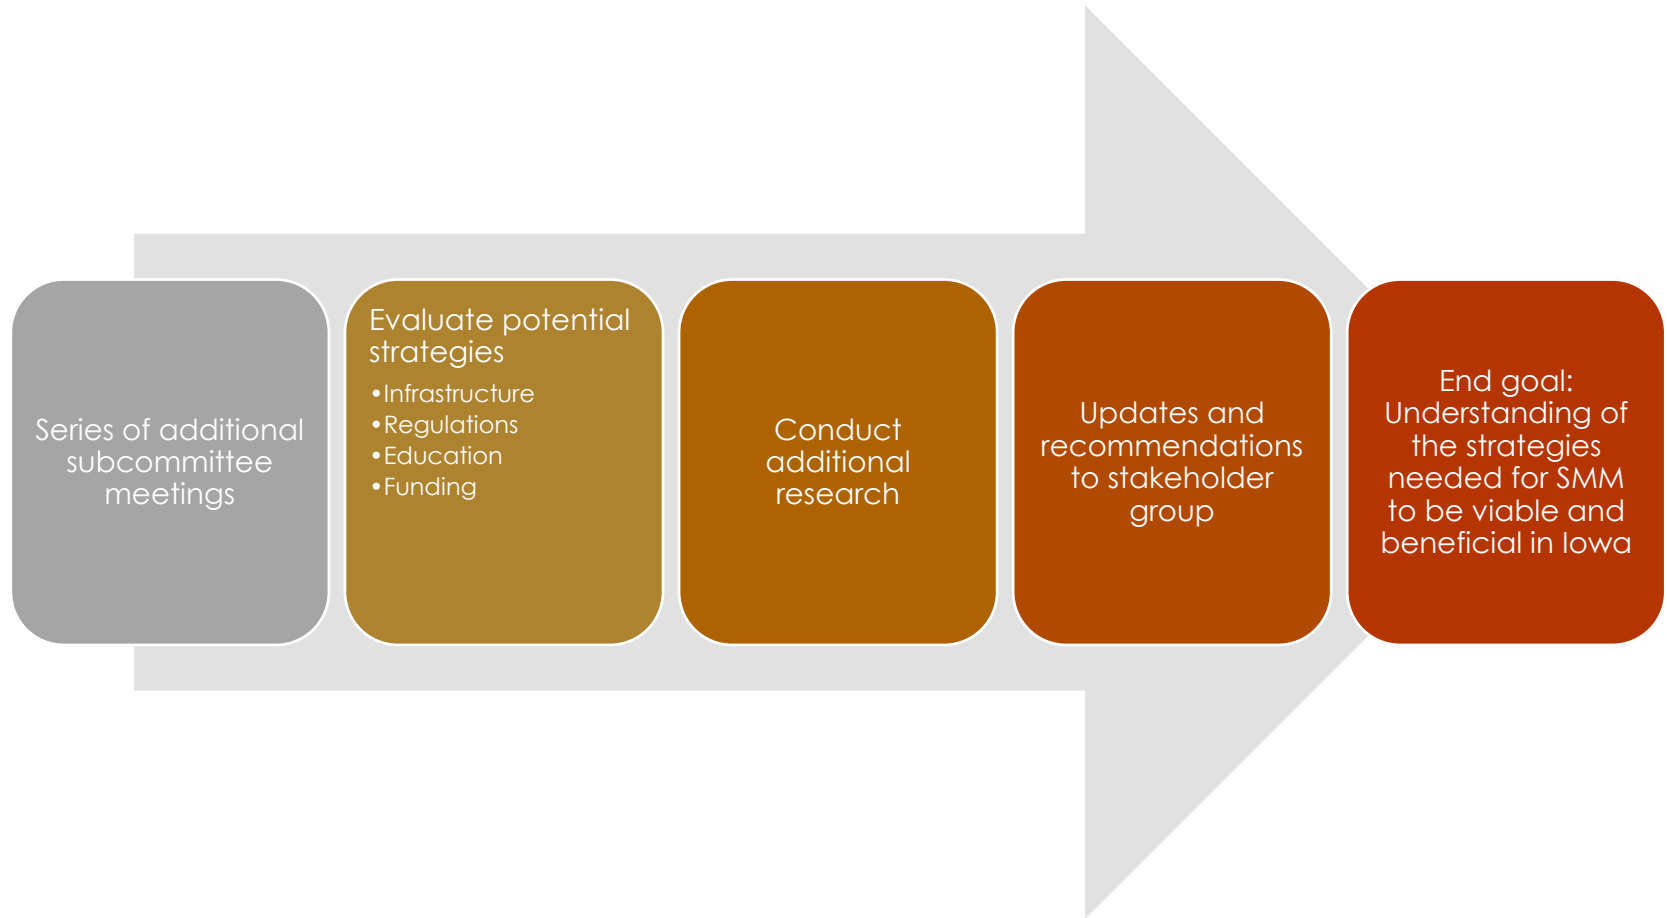 Series of additional
subcommittee
meetings
Evaluate potential
strategies
•Infrastructure
•Regulations
•Education
•Funding
Conduct
additional
research
Updates and
recommendations
to stakeholder
group
End goal:
Understanding of
the strategies
needed for SMM
to be viable and
beneficial in Iowa